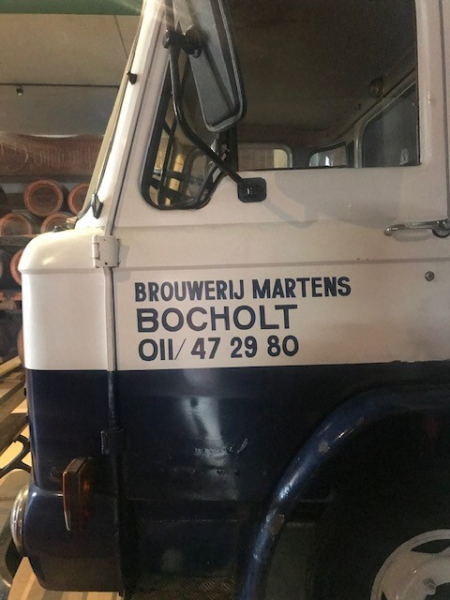 BROUWERIJ MARTENS
BOCHOLT
011/ 47 29 80